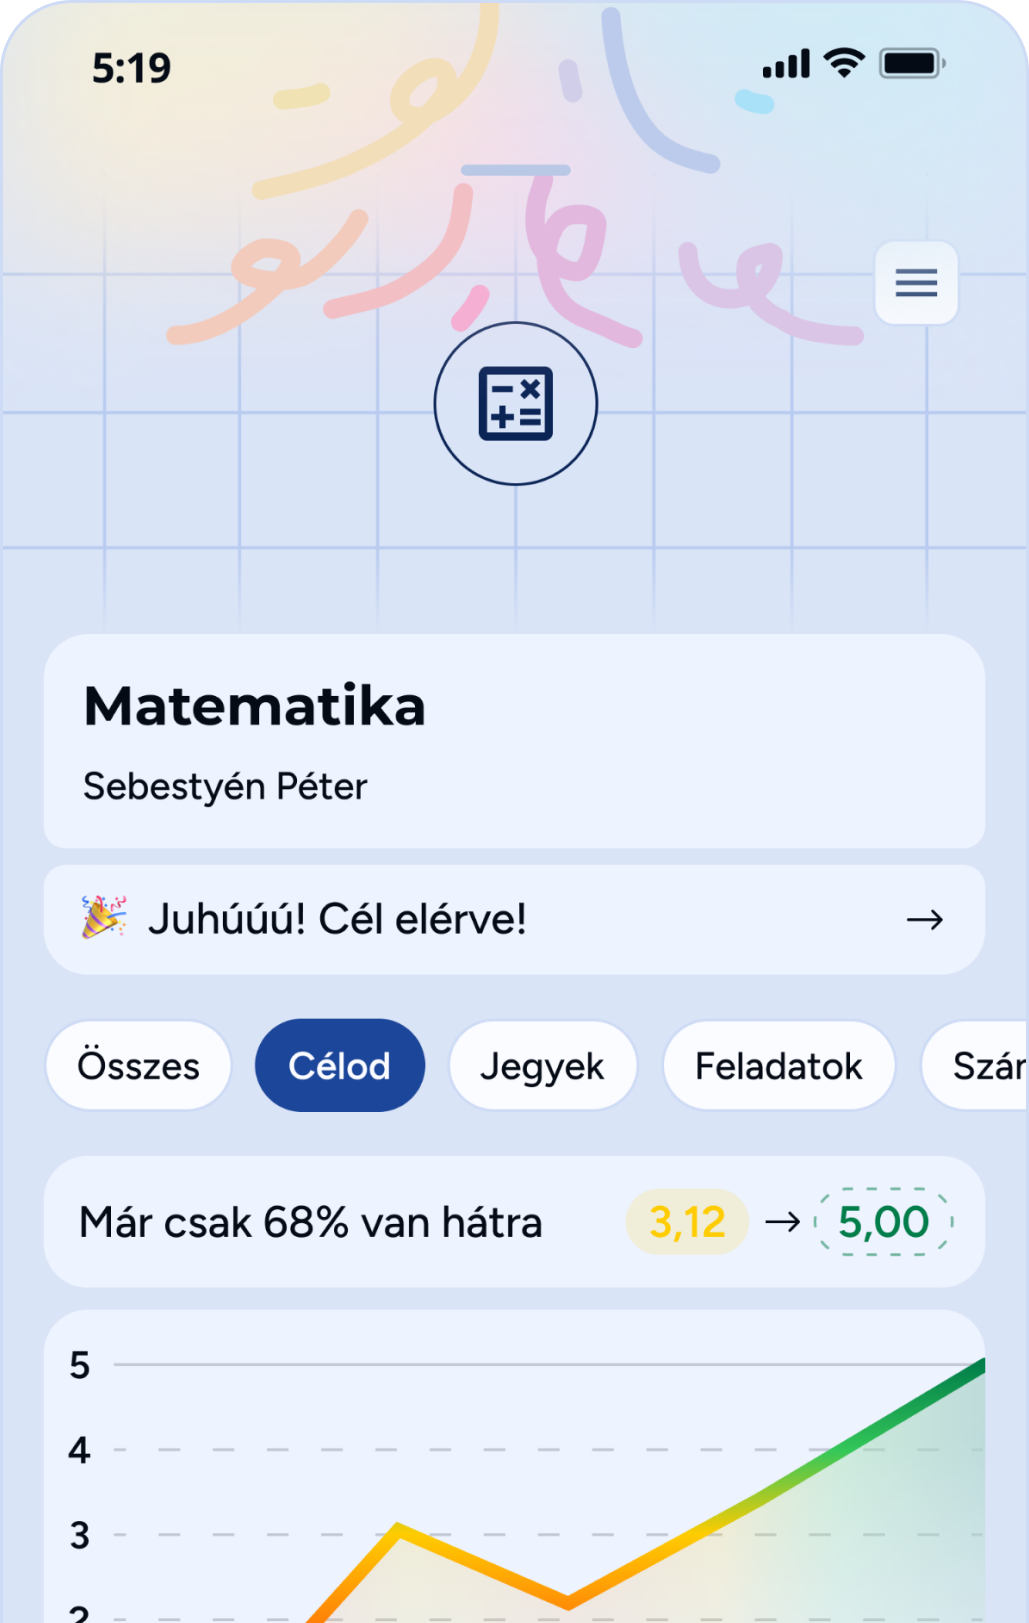 5:19
Matematika
Sebestyén Péter
🎉 Juhúúú! Cél elérve! →
Összes Célod Jegyek Feladatok
Már csak 68% van hátra 3,12 → 5,00
5
4
3
2